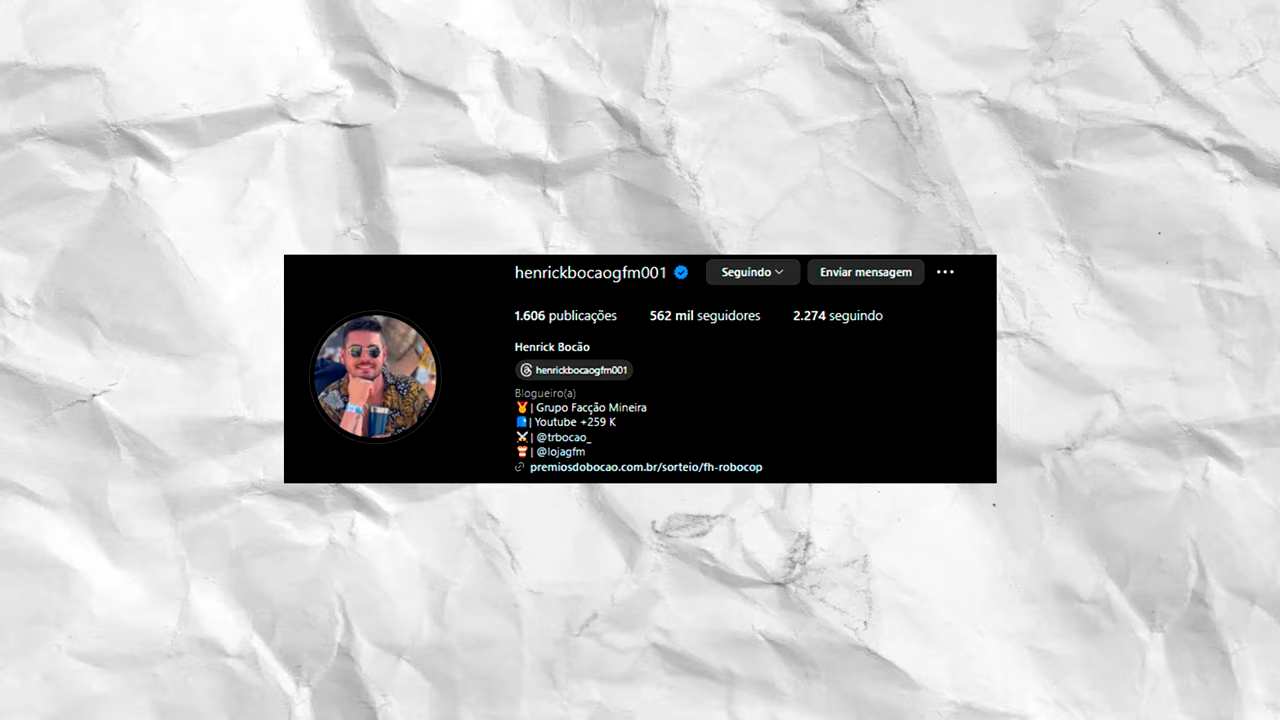 henrickbocaogfm001 Seguindo Enviar mensagem
1.606 publicações 562 mil seguidores 2.274 seguindo
Henrick Bocão
henrickbocaogfm001
Blogueiro(a)
| Grupo Facção Mineira
| Youtube +259 K
| @trbocao_
| @lojagfm
premiosdobocao.com.br/sorteio/fh-robocop